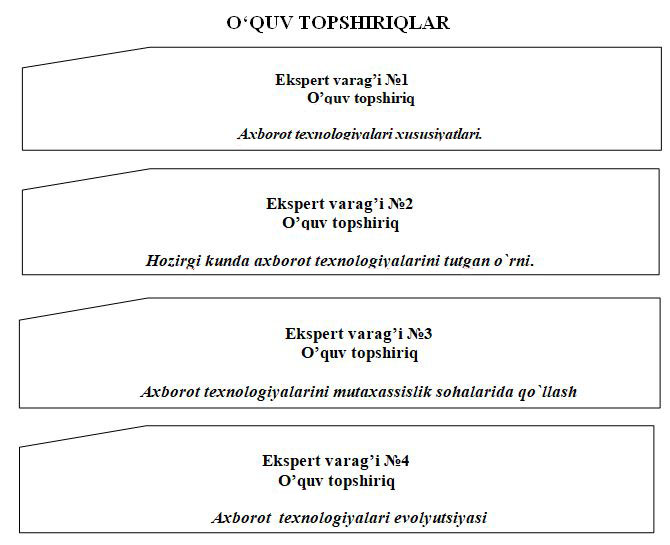 O‘QUV TOPSHIRIQLAR
Ekspert varag’i №1
O’quv topshiriq
Axborot texnologiyalari xususiyatlari.
Ekspert varag’i №2
O’quv topshiriq
Hozirgi kunda axborot texnologiyalarini tutgan o`rni.
Ekspert varag’i №3
O’quv topshiriq
Axborot texnologiyalarini mutaxassislik sohalarida qo`llash
Ekspert varag’i №4
O’quv topshiriq
Axborot texnologiyalari evolyutsiyasi